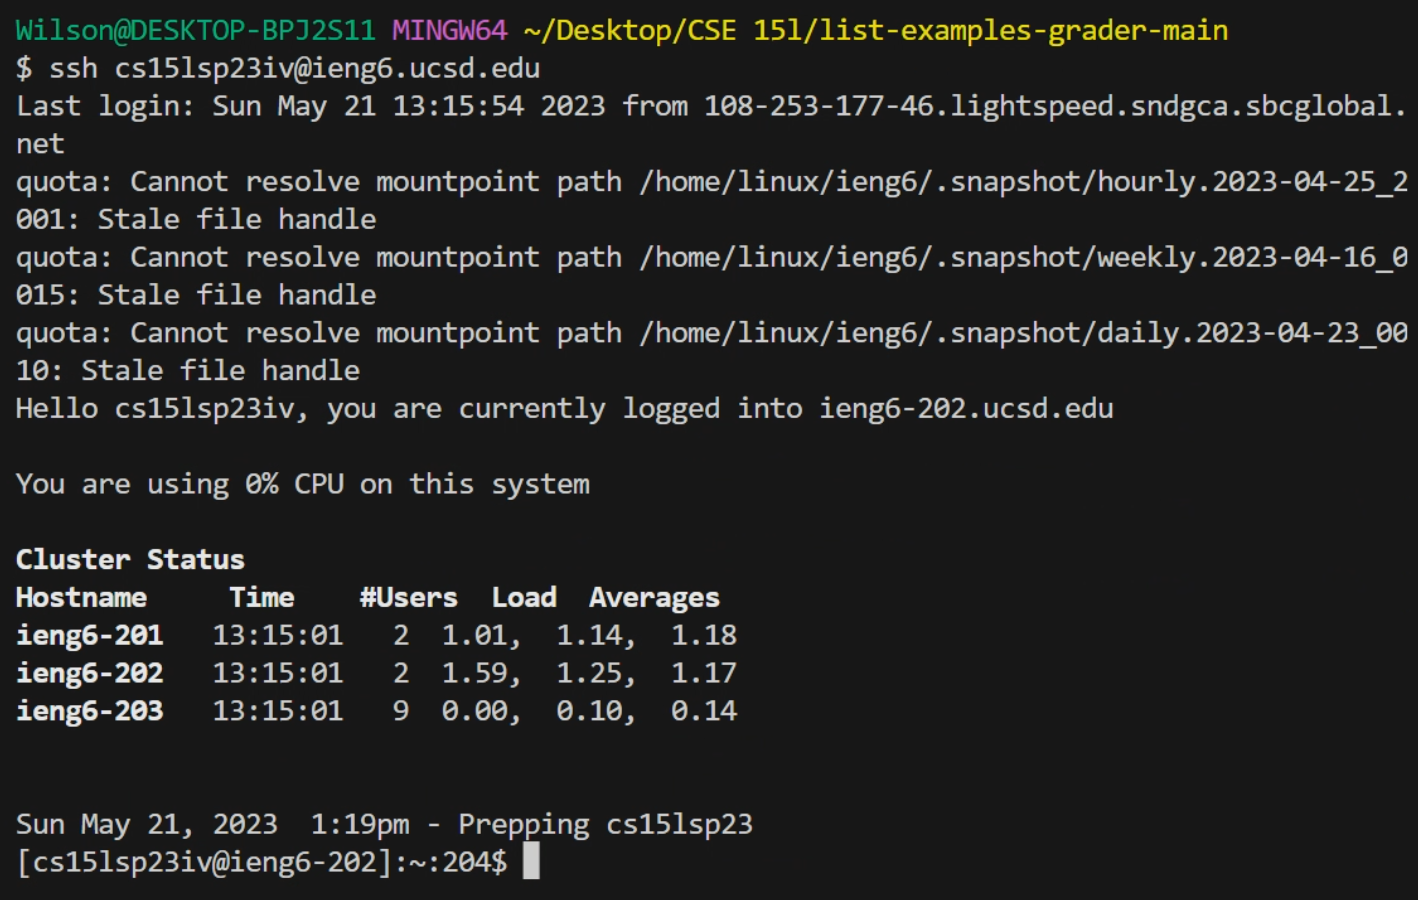 Wilson@DESKTOP-BPJ2S11 MINGW64 ~/Desktop/CSE 15l/list-examples-grader-main
$ ssh cs15lsp23iv@ieng6.ucsd.edu
Last login: Sun May 21 13:15:54 2023 from 108-253-177-46.lightspeed.sndgca.sbcglobal.
net
quota: Cannot resolve mountpoint path /home/linux/ieng6/.snapshot/hourly.2023-04-25_2
001: Stale file handle
quota: Cannot resolve mountpoint path /home/linux/ieng6/.snapshot/weekly.2023-04-16_0
015: Stale file handle
quota: Cannot resolve mountpoint path /home/linux/ieng6/.snapshot/daily.2023-04-23_00
10: Stale file handle
Hello cs15lsp23iv, you are currently logged into ieng6-202.ucsd.edu

You are using 0% CPU on this system

Cluster Status
Hostname     Time    #Users  Load  Averages
ieng6-201   13:15:01   2  1.01,  1.14,  1.18
ieng6-202   13:15:01   2  1.59,  1.25,  1.17
ieng6-203   13:15:01   9  0.00,  0.10,  0.14


Sun May 21, 2023  1:19pm - Prepping cs15lsp23
[cs15lsp23iv@ieng6-202]:~:204$